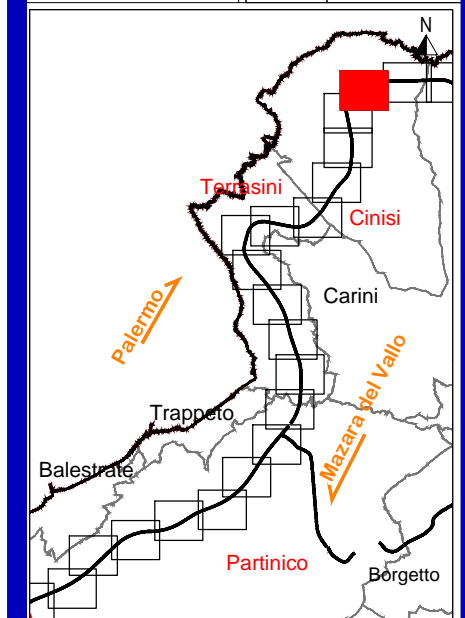 N
Terrasini
Cinisi
Carini
Palermo
Mazara del Vallo
Trappeto
Balestrate
Partinico
Borgetto